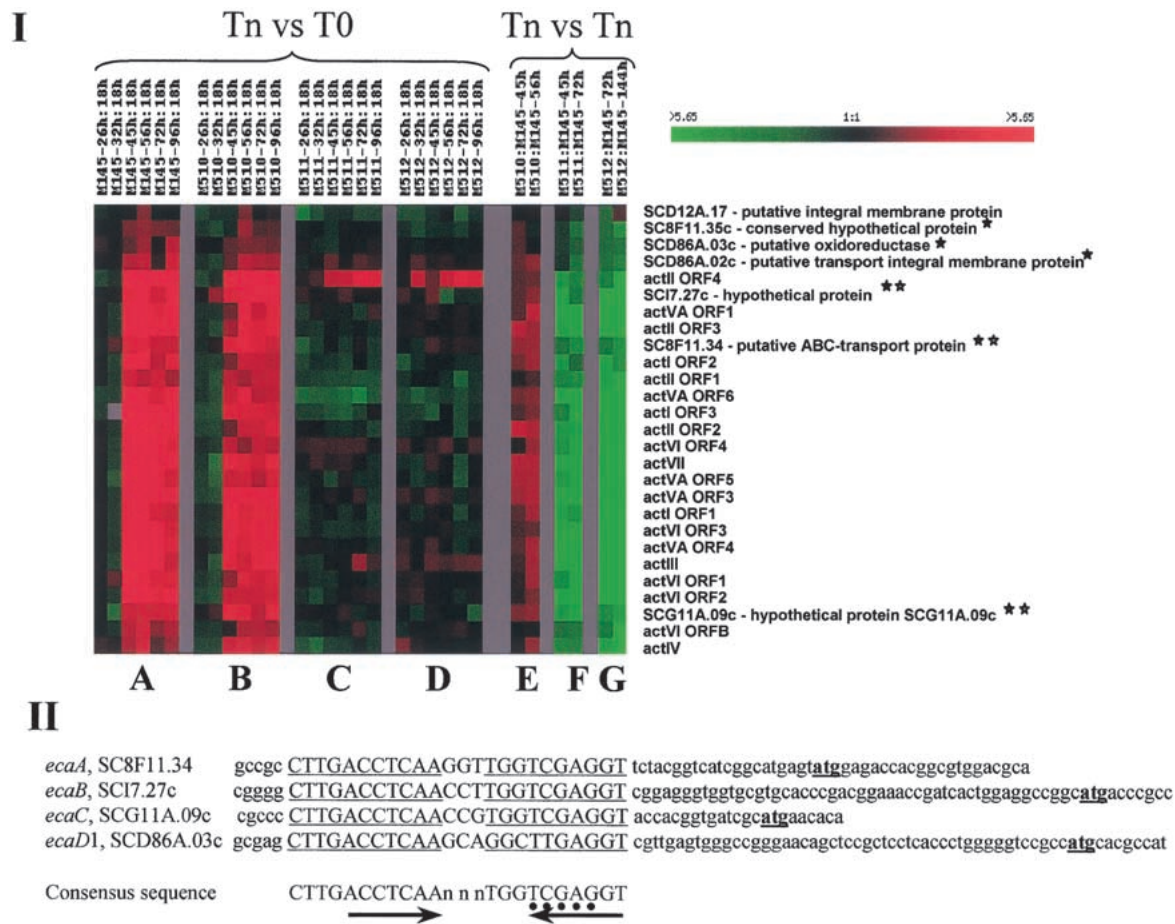 I
Tn vs T0
Tn vs Tn
M145-26h:18h
M145-32h:18h
M145-45h:18h
M145-56h:18h
M145-72h:18h
M145-96h:18h
M510-26h:18h
M510-32h:18h
M510-45h:18h
M510-56h:18h
M510-72h:18h
M510-96h:18h
M511-26h:18h
M511-32h:18h
M511-45h:18h
M511-56h:18h
M511-72h:18h
M511-96h:18h
M512-26h:18h
M512-32h:18h
M512-45h:18h
M512-56h:18h
M512-72h:18h
M512-96h:18h
M510:M145-45h
M510:M145-56h
M511:M145-45h
M511:M145-72h
M512:M145-72h
M512:M145-144h
>5.65 1:1 >5.65
SCD12A.17 - putative integral membrane protein
SC8F11.35c - conserved hypothetical protein ★
SCD86A.03c - putative oxidoreductase ★
SCD86A.02c - putative transport integral membrane protein ★
actII ORF4
SCI7.27c - hypothetical protein ★★
actVA ORF1
actII ORF3
SC8F11.34 - putative ABC-transport protein ★★
actI ORF2
actII ORF1
actVA ORF6
actI ORF3
actII ORF2
actVI ORF4
actVII
actVA ORF5
actVA ORF3
actI ORF1
actVI ORF3
actVA ORF4
actIII
actVI ORF1
actVI ORF2
SCG11A.09c - hypothetical protein SCG11A.09c ★★
actVI ORFB
actIV
A B C D E F G
II
ecaA, SC8F11.34 gccgc CTTGACCTCAAGGTTGGTCGAGGT tctacggtcatcggcatgagtatggagaccacggcgtggacgca
ecaB, SCI7.27c cgggg CTTGACCTCAACCTTGGTCGAGGT cggagggtggtgcgtgcacccgacggaaaccgatcactggaggccggcatgacccgcc
ecaC, SCG11A.09c cgccc CTTGACCTCAACCGTGGTCGAGGT accacggtgatcgcatgaacaca
ecaD1, SCD86A.03c gcgag CTTGACCTCAAGCAGGCTTGAGGT cgttgagtgggccgggaacagctccgctcctcaccctgggggtccgccatgcacgccat
Consensus sequence CTTGACCTCAAn n nTGGTCGAGGT